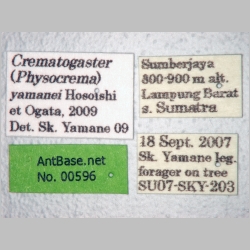 Crematogaster
(Physocrema)
yamanei Hosoishi
et Ogata, 2009
Det. Sk. Yamane 09
AntBase.net
No. 00596
Sumberjaya
800-900 m alt.
Lampung Barat
s. Sumatra
18 Sept. 2007
Sk. Yamane leg.
forager on tree
SU07-SKY-203